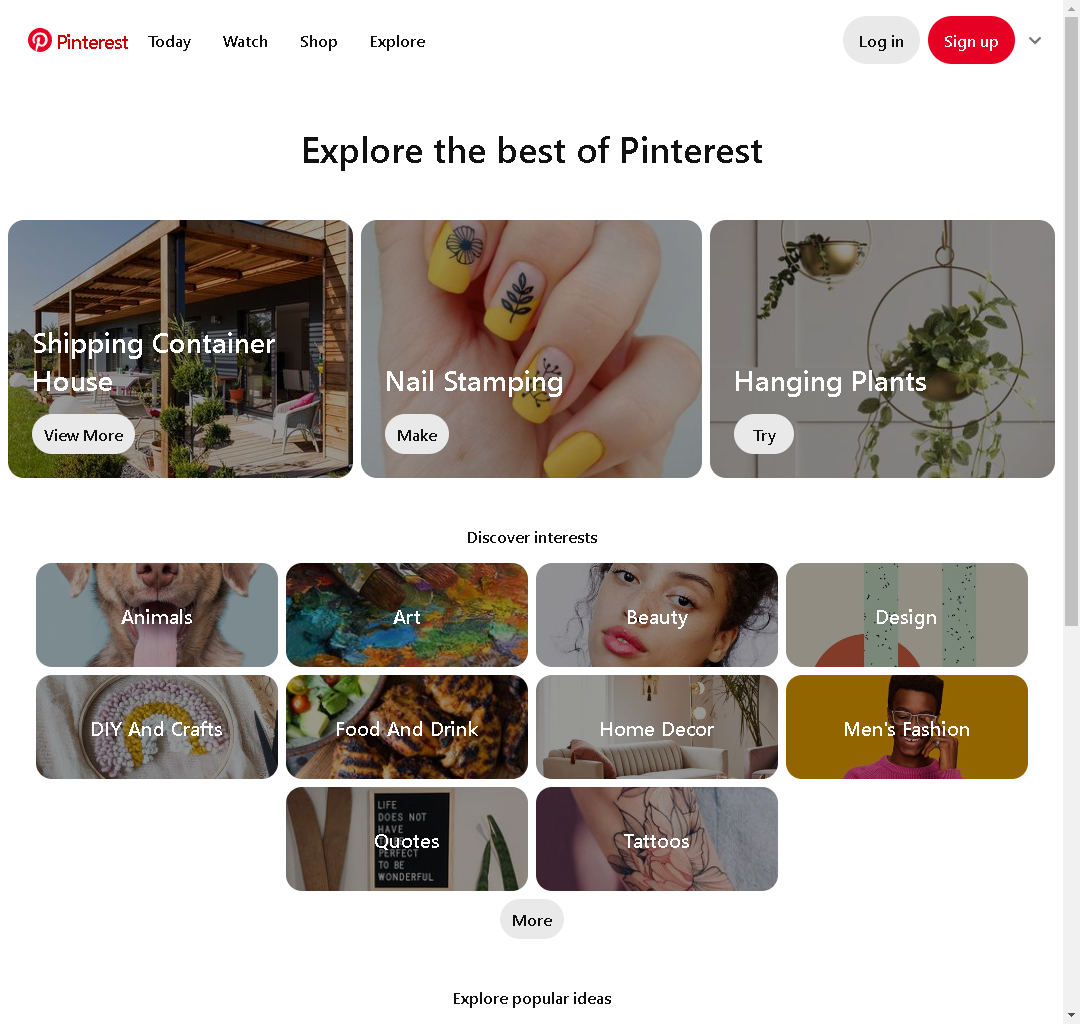 Pinterest
Today
Watch
Shop
Explore
Log in
Sign up
Explore the best of Pinterest
Shipping Container
House
View More
Nail Stamping
Make
Hanging Plants
Try
Discover interests
Animals
Art
Beauty
Design
DIY And Crafts
Food And Drink
Home Decor
Men's Fashion
LIFE
DOES NOT
HAVE
PERFECT
TO BE
WONDERFUL
Quotes
Tattoos
More
Explore popular ideas